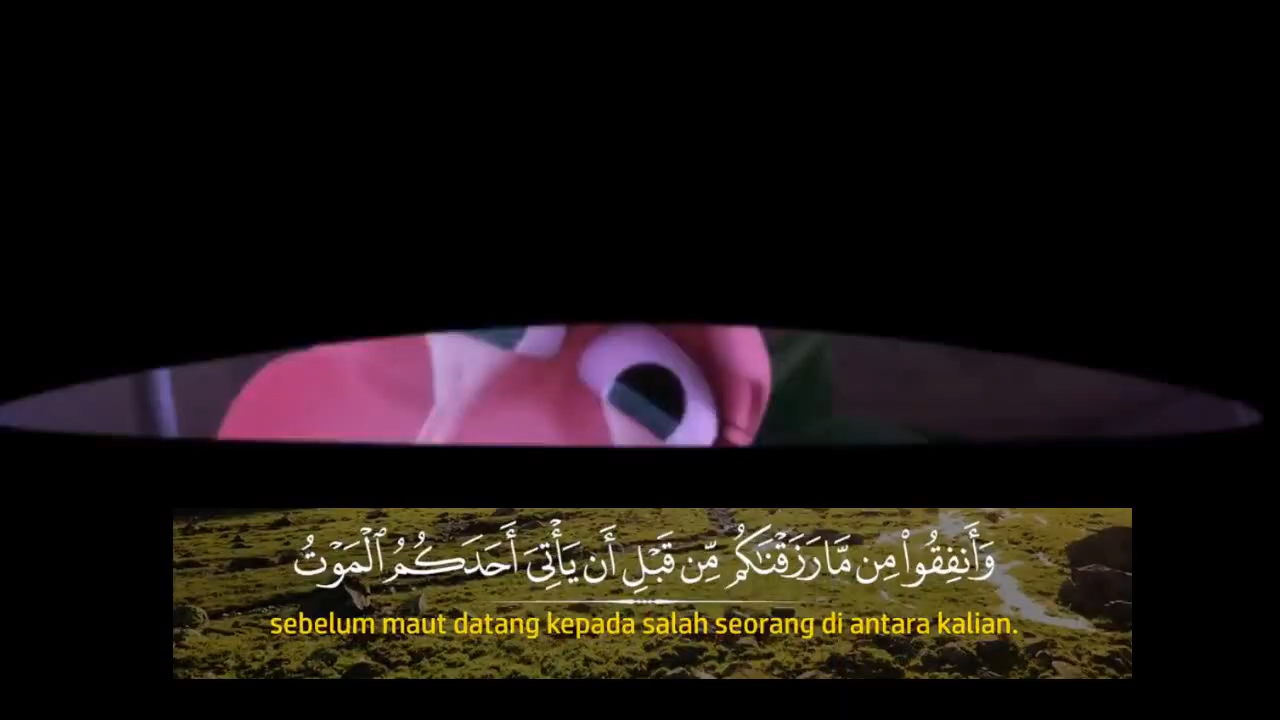 وَأَنفِقُوا۟ مِن مَّا رَزَقْنَـٰكُم مِّن قَبْلِ أَن يَأْتِىَ أَحَدَكُمُ ٱلْمَوْتُ
sebelum maut datang kepada salah seorang di antara kalian.